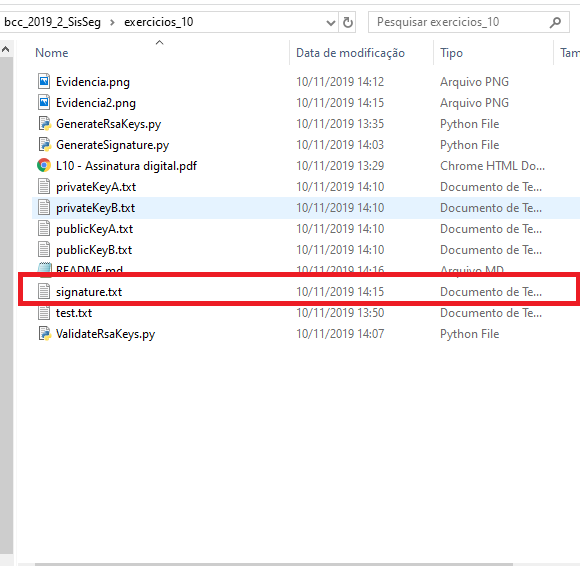 bcc_2019_2_SisSeg > exercicios_10 Pesquisar exercicios_10
Nome Data de modificação Tipo Tam
Evidencia.png 10/11/2019 14:12 Arquivo PNG
Evidencia2.png 10/11/2019 14:15 Arquivo PNG
GenerateRsaKeys.py 10/11/2019 13:35 Python File
GenerateSignature.py 10/11/2019 14:03 Python File
L10 - Assinatura digital.pdf 10/11/2019 13:29 Chrome HTML Do...
privateKeyA.txt 10/11/2019 14:10 Documento de Te...
privateKeyB.txt 10/11/2019 14:10 Documento de Te...
publicKeyA.txt 10/11/2019 14:10 Documento de Te...
publicKeyB.txt 10/11/2019 14:10 Documento de Te...
README.md 10/11/2019 14:16 Arquivo MD
signature.txt 10/11/2019 14:15 Documento de Te...
test.txt 10/11/2019 13:50 Documento de Te...
ValidateRsaKeys.py 10/11/2019 14:07 Python File